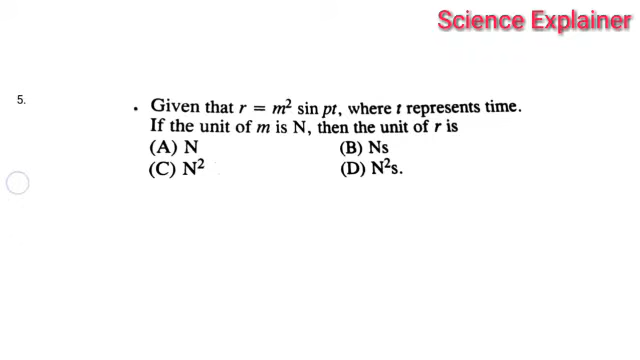 Science Explainer
5.
. Given that r = m² sin pt, where t represents time.
If the unit of m is N, then the unit of r is
(A) N (B) Ns
(C) N² (D) N²s.